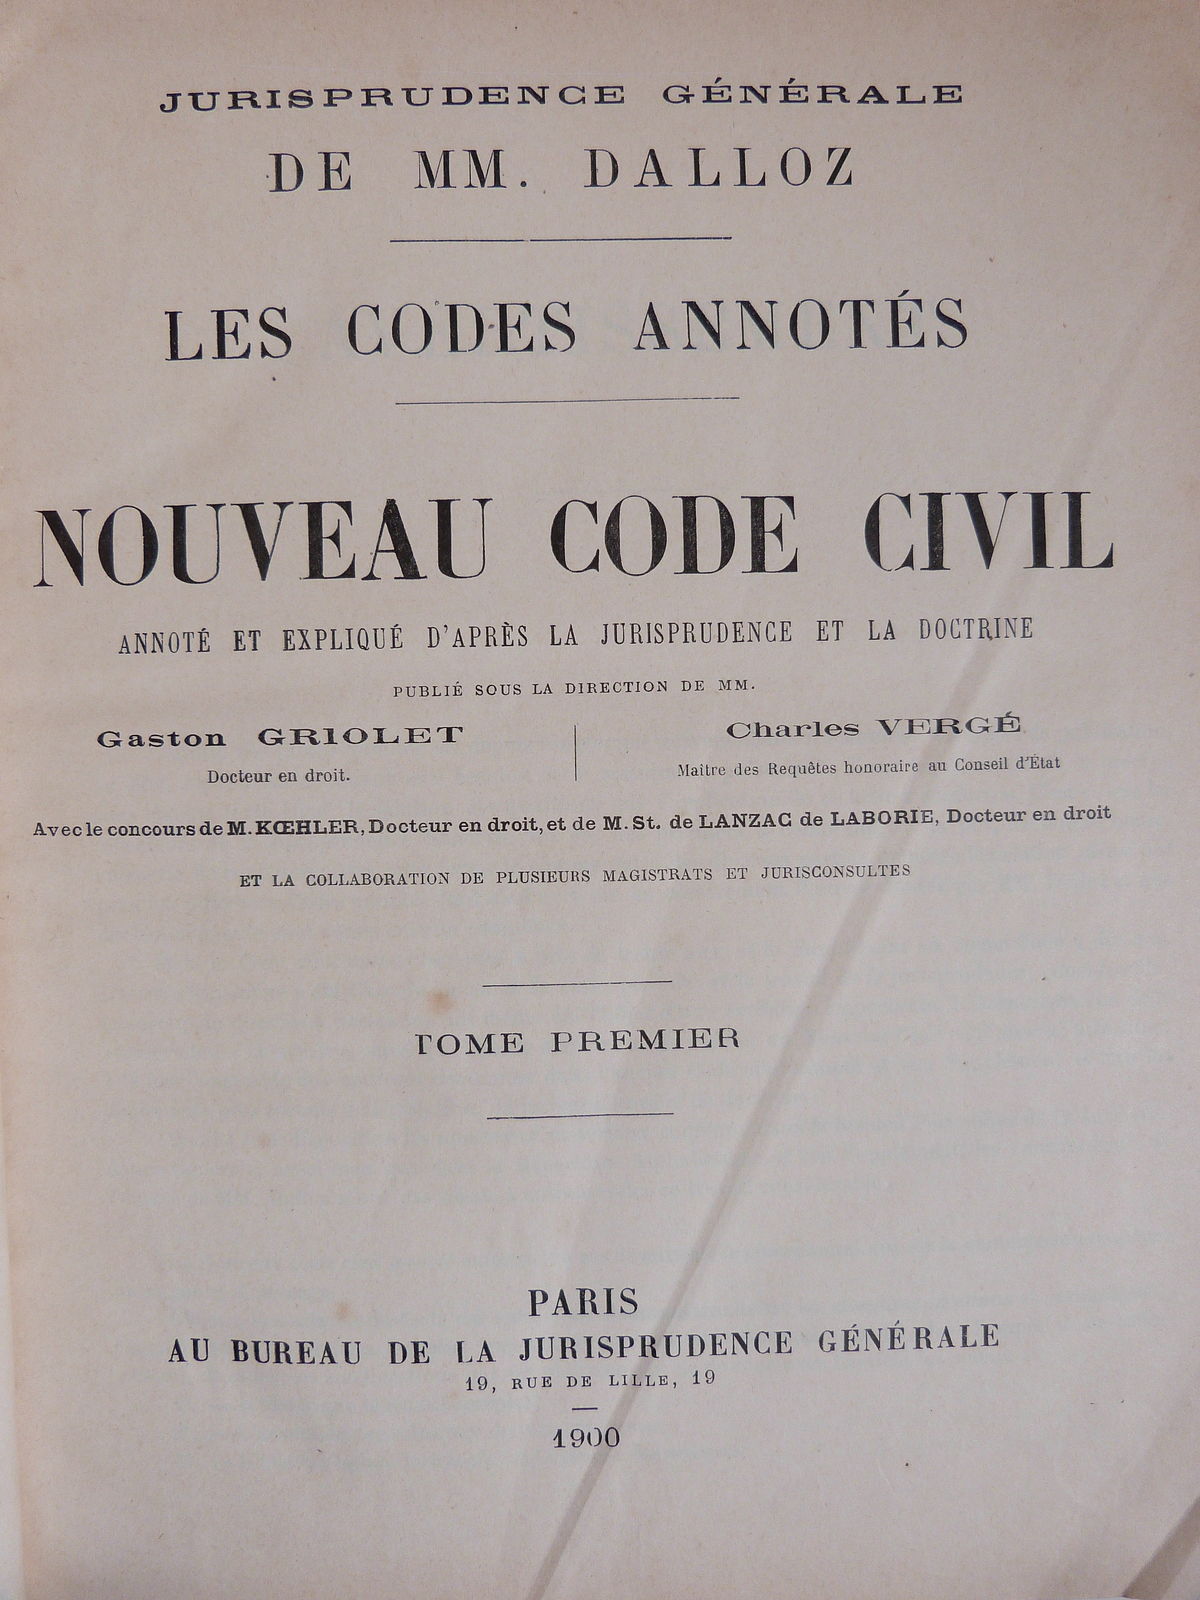 JURISPRUDENCE GÉNÉRALE
DE MM. DALLOZ
LES CODES ANNOTÉS
NOUVEAU CODE CIVIL
ANNOTÉ ET EXPLIQUÉ D'APRÈS LA JURISPRUDENCE ET LA DOCTRINE
PUBLIÉ SOUS LA DIRECTION DE MM.
Gaston GRIOLET
Docteur en droit.
Charles VERGÉ
Maître des Requêtes honoraire au Conseil d'État
Avec le concours de M. KŒHLER, Docteur en droit, et de M. St. de LANZAC de LABORIE, Docteur en droit
ET LA COLLABORATION DE PLUSIEURS MAGISTRATS ET JURISCONSULTES
TOME PREMIER
PARIS
AU BUREAU DE LA JURISPRUDENCE GÉNÉRALE
19, RUE DE LILLE, 19
1900